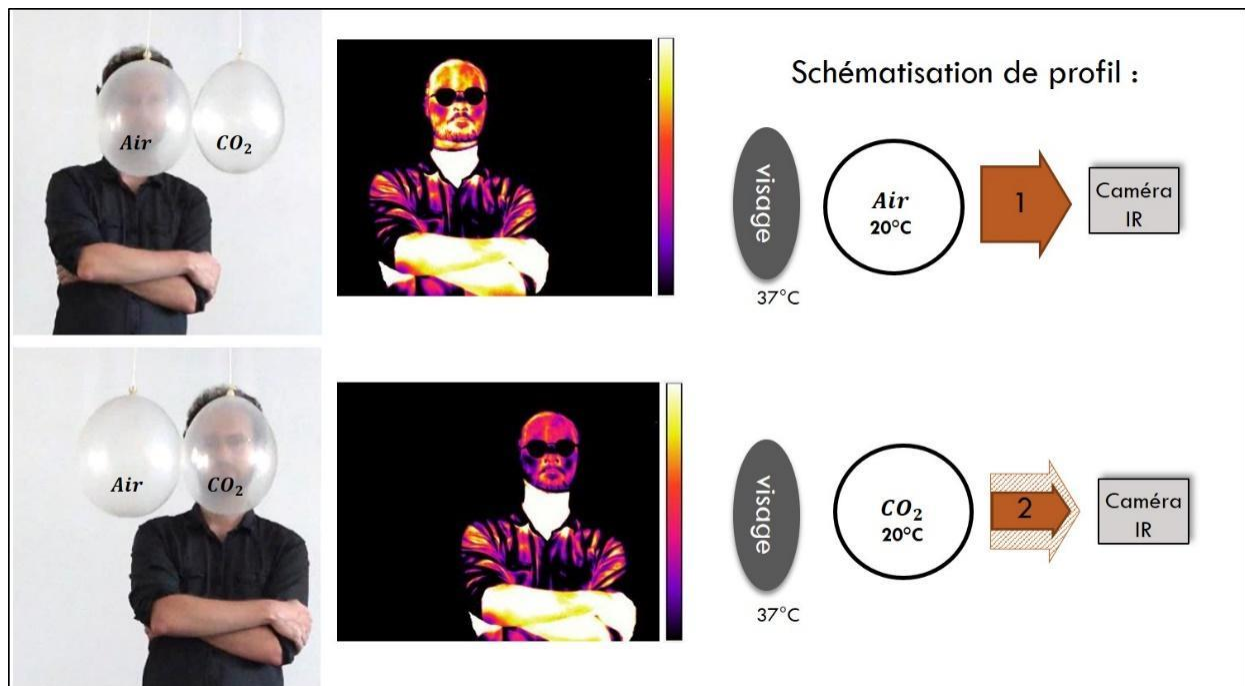 Air
CO₂
Schématisation de profil :
visage
37°C
Air
20°C
1
Caméra
IR
Air
CO₂
visage
37°C
CO₂
20°C
2
Caméra
IR